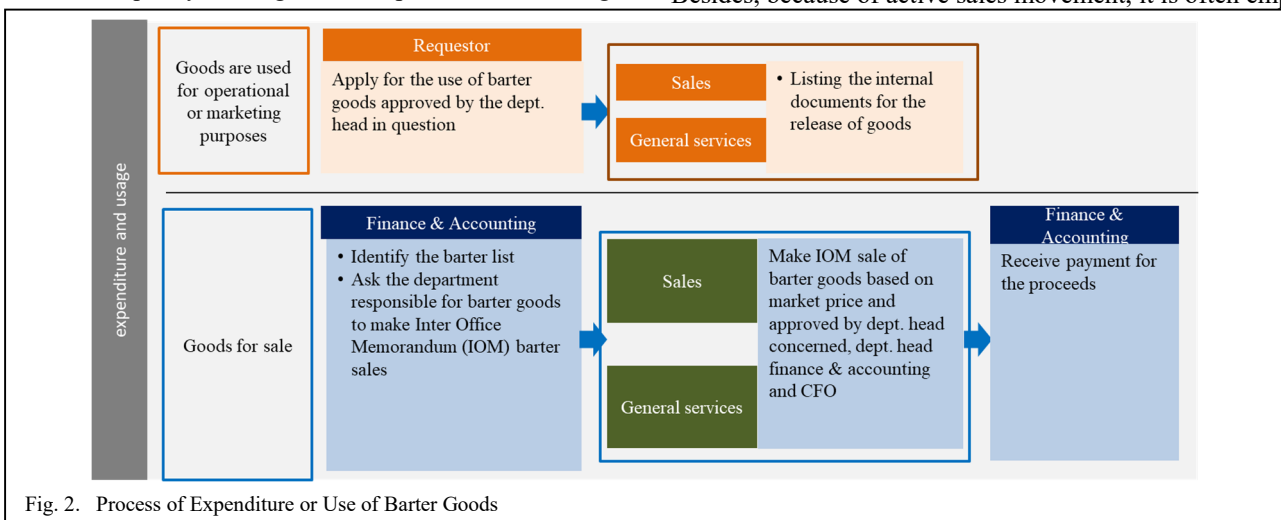 Besides, because of active sales movement, it is often
expenditure and usage
Goods are used
for operational
or marketing
purposes
Requestor
Apply for the use of barter
goods approved by the dept.
head in question
Sales
General services
• Listing the internal
documents for the
release of goods
Goods for sale
Finance & Accounting
• Identify the barter list
• Ask the department
responsible for barter goods
to make Inter Office
Memorandum (IOM) barter
sales
Sales
General services
Make IOM sale of
barter goods based on
market price and
approved by dept. head
concerned, dept. head
finance & accounting
and CFO
Finance &
Accounting
Receive payment for
the proceeds
Fig. 2. Process of Expenditure or Use of Barter Goods